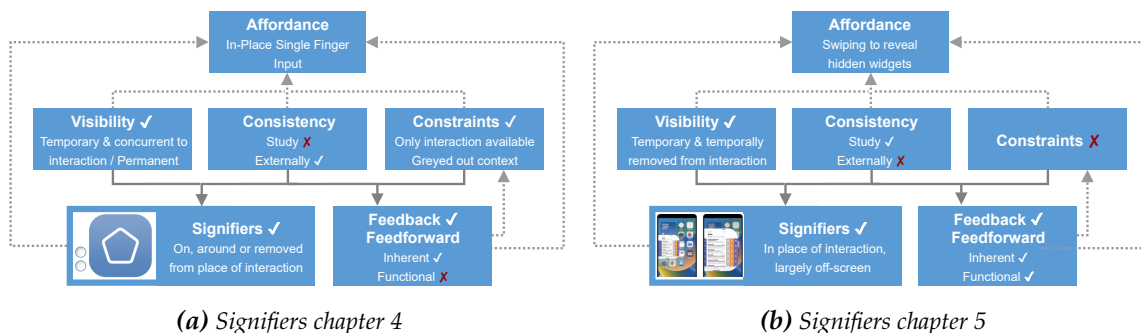 Affordance
In-Place Single Finger
Input
Visibility ✓
Temporary & concurrent to
interaction / Permanent
Consistency
Study ✗
Externally ✓
Constraints ✓
Only interaction available
Greyed out context
Signifiers ✓
On, around or removed
from place of interaction
Feedback ✓
Feedforward
Inherent ✓
Functional ✗
(a) Signifiers chapter 4
Affordance
Swiping to reveal
hidden widgets
Visibility ✓
Temporary & temporally
removed from interaction
Consistency
Study ✓
Externally ✗
Constraints ✗
Signifiers ✓
In place of interaction,
largely off-screen
Feedback ✓
Feedforward
Inherent ✓
Functional ✓
(b) Signifiers chapter 5